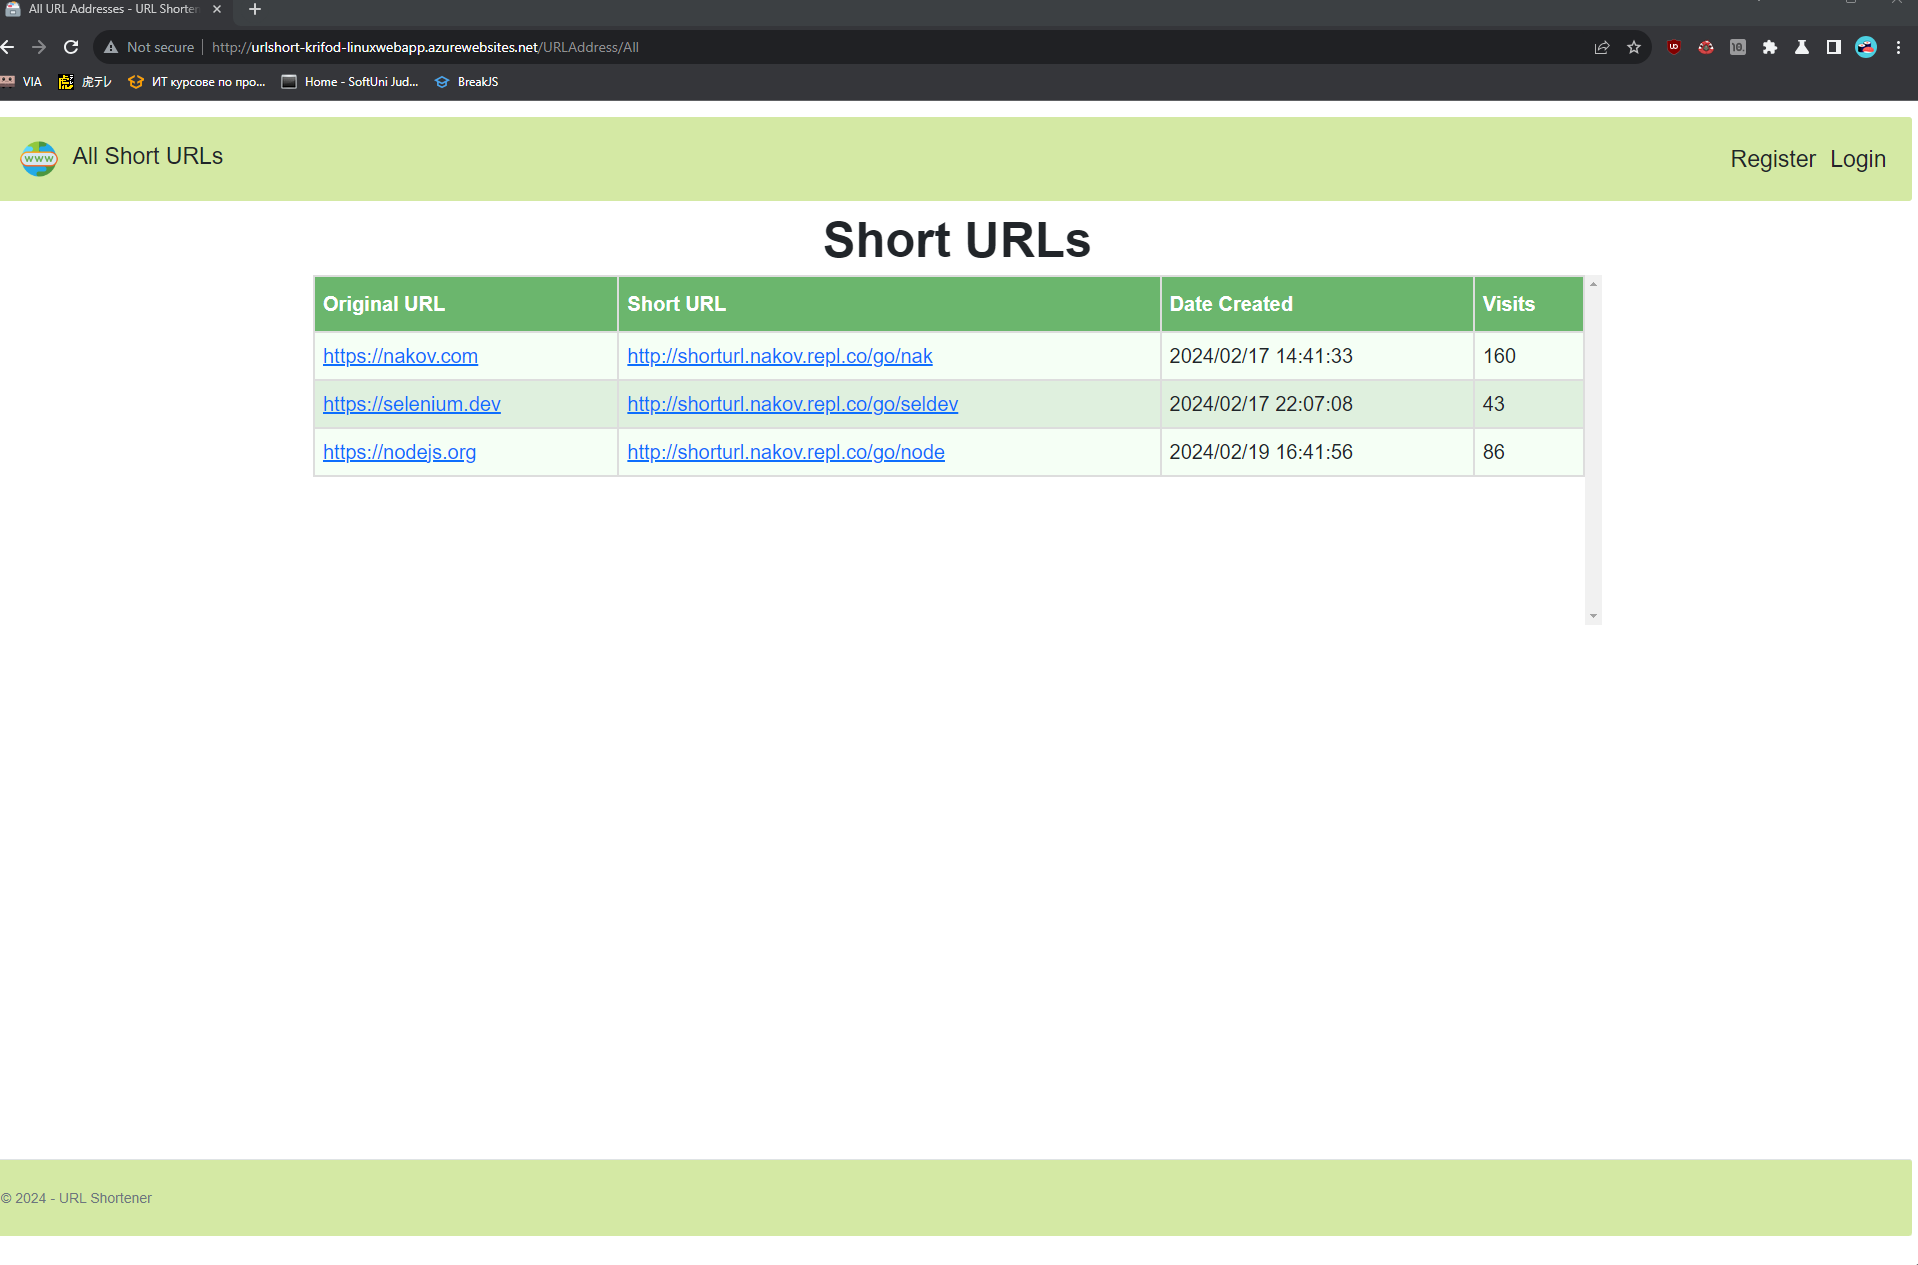 All URL Addresses - URL Shorten
Not secure http://urlshort-krifod-linuxwebapp.azurewebsites.net/URLAddress/All
UD
10.
VIA 虎テレ ИТ курсове по про... Home - SoftUni Jud... BreakJS
WWW All Short URLs Register Login
Short URLs
Original URL Short URL Date Created Visits
https://nakov.com http://shorturl.nakov.repl.co/go/nak 2024/02/17 14:41:33 160
https://selenium.dev http://shorturl.nakov.repl.co/go/seldev 2024/02/17 22:07:08 43
https://nodejs.org http://shorturl.nakov.repl.co/go/node 2024/02/19 16:41:56 86
© 2024 - URL Shortener